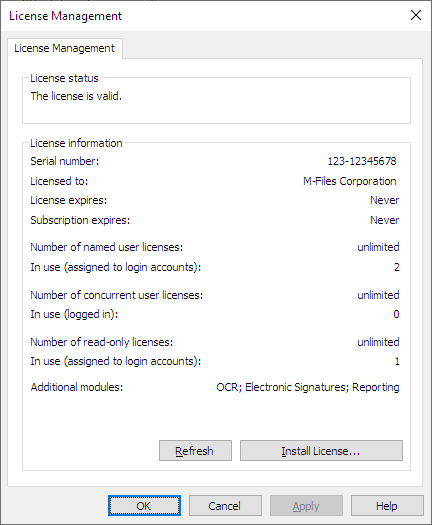 License Management
License Management
License status
The license is valid.
License information
Serial number: 123-12345678
Licensed to: M-Files Corporation
License expires: Never
Subscription expires: Never
Number of named user licenses: unlimited
In use (assigned to login accounts): 2
Number of concurrent user licenses: unlimited
In use (logged in): 0
Number of read-only licenses: unlimited
In use (assigned to login accounts): 1
Additional modules: OCR; Electronic Signatures; Reporting
Refresh Install License...
OK Cancel Apply Help